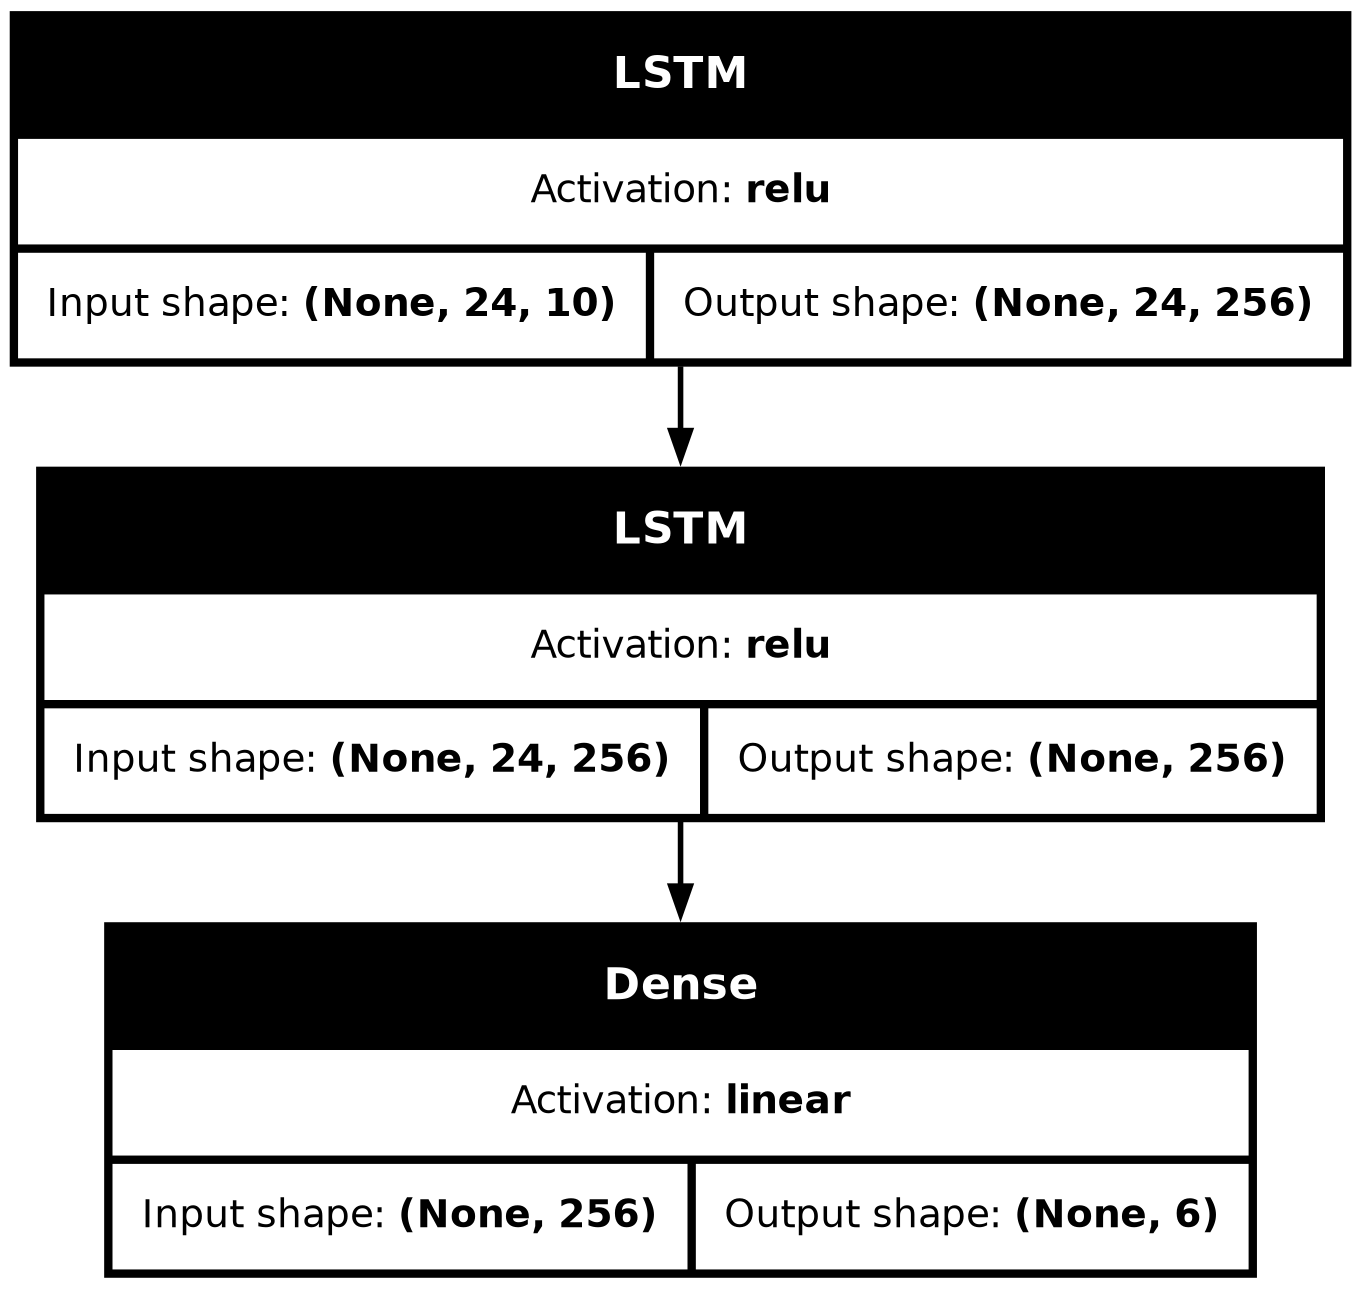 LSTM
Activation: relu
Input shape: (None, 24, 10) Output shape: (None, 24, 256)
LSTM
Activation: relu
Input shape: (None, 24, 256) Output shape: (None, 256)
Dense
Activation: linear
Input shape: (None, 256) Output shape: (None, 6)